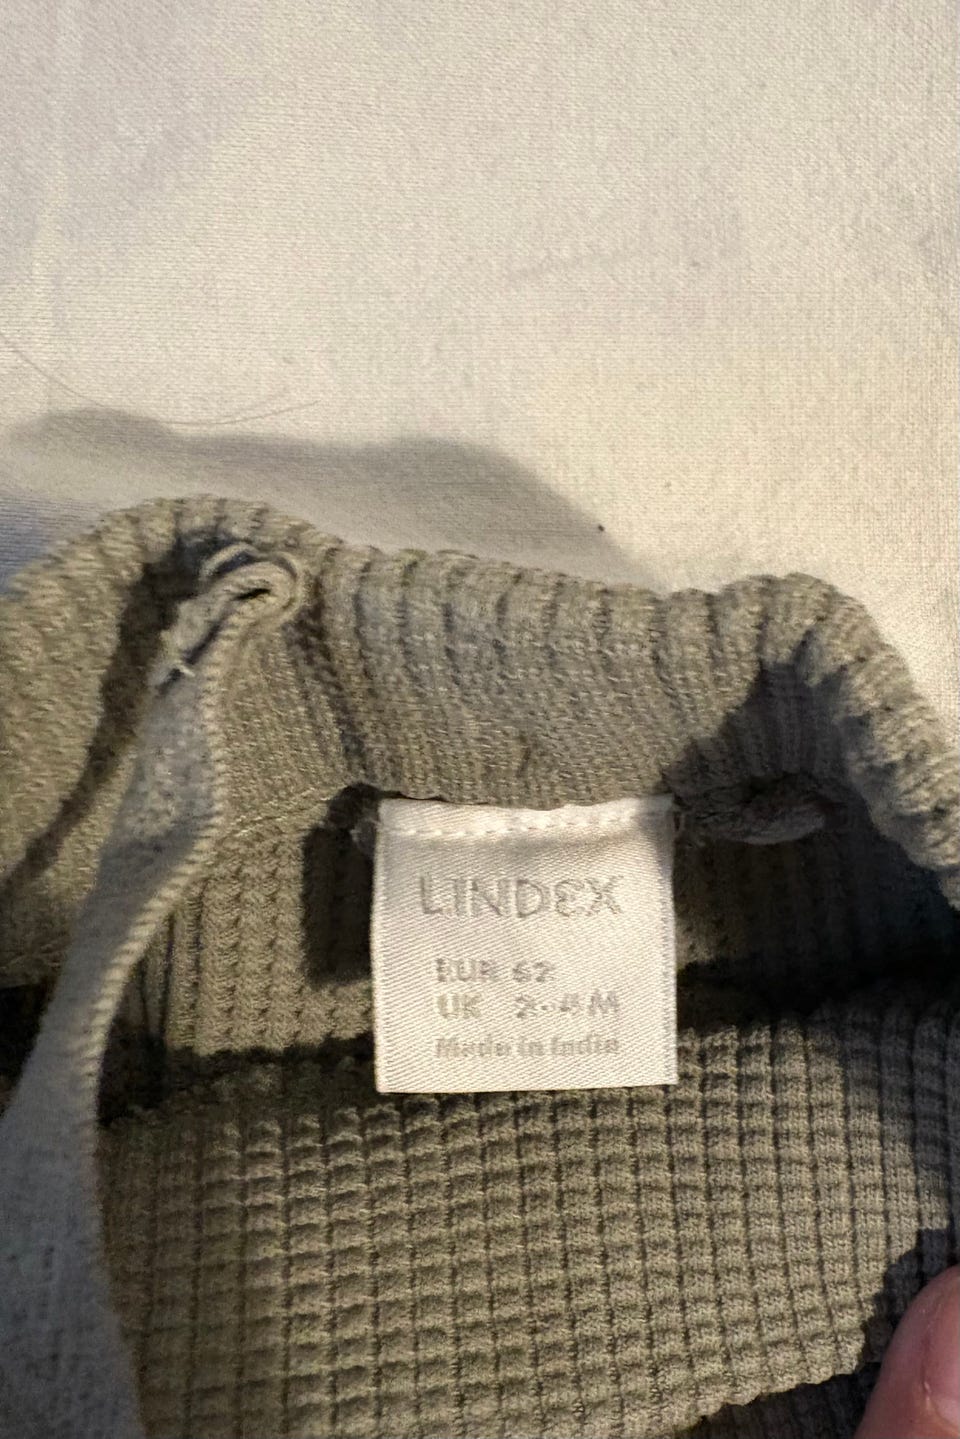 LINDEX
EUR 62
UK 2-4M
Made in India